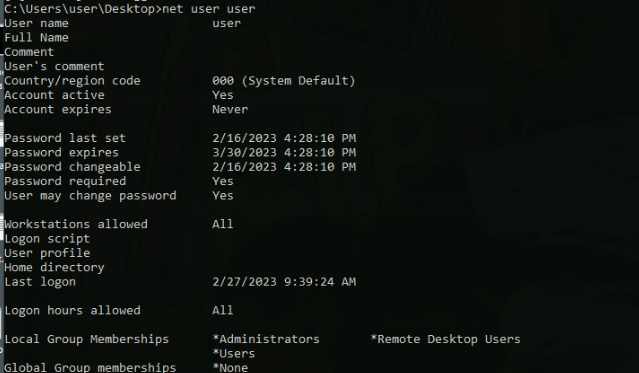 C:\Users\user\Desktop>net user user
User name user
Full Name
Comment
User's comment
Country/region code 000 (System Default)
Account active Yes
Account expires Never
Password last set 2/16/2023 4:28:10 PM
Password expires 3/30/2023 4:28:10 PM
Password changeable 2/16/2023 4:28:10 PM
Password required Yes
User may change password Yes
Workstations allowed All
Logon script
User profile
Home directory
Last logon 2/27/2023 9:39:24 AM
Logon hours allowed All
Local Group Memberships *Administrators *Remote Desktop Users
*Users
Global Group memberships *None